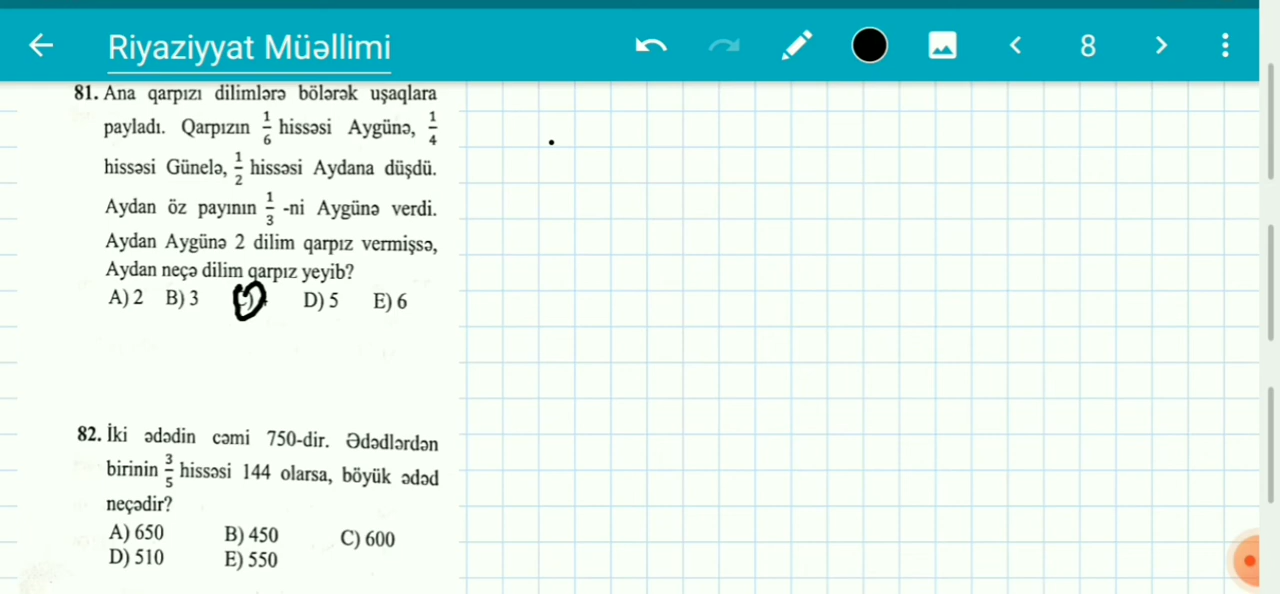 Riyaziyyat Müəllimi
8
81. Ana qarpızı dilimlərə bölərək uşaqlara
payladı. Qarpızın 1/6 hissəsi Aygünə, 1/4
hissəsi Günelə, 1/2 hissəsi Aydana düşdü.
Aydan öz payının 1/3 -ni Aygünə verdi.
Aydan Aygünə 2 dilim qarpız vermişsə,
Aydan neçə dilim qarpız yeyib?
A) 2 B) 3 D) 5 E) 6
82. İki ədədin cəmi 750-dir. Ədədlərdən
birinin 3/5 hissəsi 144 olarsa, böyük ədəd
neçədir?
A) 650 B) 450 C) 600
D) 510 E) 550